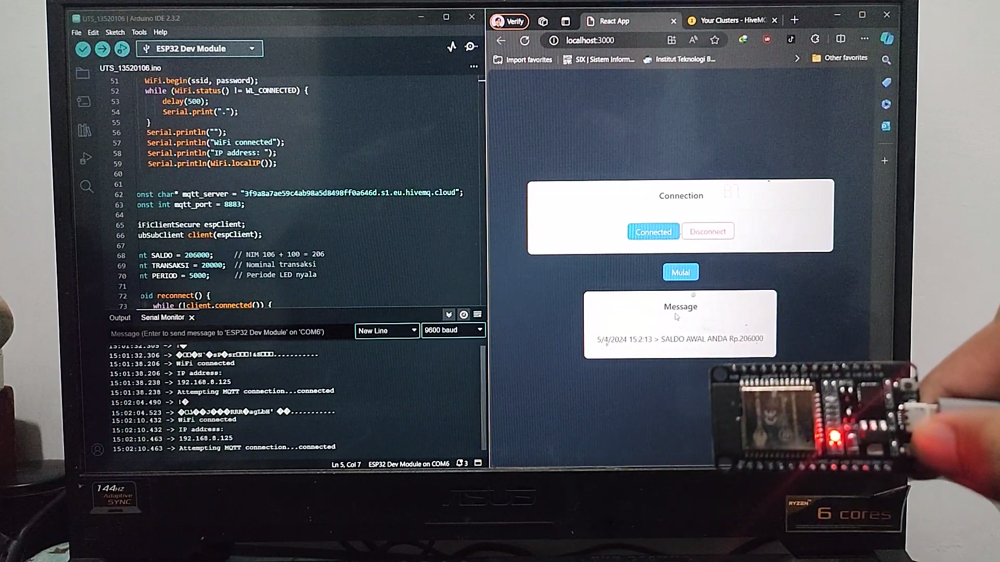 UTS_13520106 | Arduino IDE 2.3.2
File Edit Sketch Tools Help
ESP32 Dev Module
UTS_13520106.ino
51 WiFi.begin(ssid, password);
52 while (WiFi.status() != WL_CONNECTED) {
53 delay(500);
54 Serial.print(".");
55 }
56 Serial.println("");
57 Serial.println("WiFi connected");
58 Serial.println("IP address: ");
59 Serial.println(WiFi.localIP());
60
61
62 onst char* mqtt_server = "3f9a8a7ae59c4ab98a5d8498ff0a646d.s1.eu.hivemq.cloud";
63 onst int mqtt_port = 8883;
64
65 iFiClientSecure espClient;
66 ubSubClient client(espClient);
67
68 nt SALDO = 206000; // NIM 106 + 100 = 206
69 nt TRANSAKSI = 20000; // Nominal transaksi
70 nt PERIOD = 5000; // Periode LED nyala
71
72 oid reconnect() {
73 while (!client.connected()) {
Output Serial Monitor
Message (Enter to send message to 'ESP32 Dev Module' on 'COM6')
New Line
9600 baud
15:01:32.305 ->
15:01:32.306 ->
15:01:38.206 -> WiFi connected
15:01:38.206 -> IP address:
15:01:38.238 -> 192.168.8.125
15:01:38.238 -> Attempting MQTT connection...connected
15:02:04.490 -> !�
15:02:04.523 ->
15:02:10.432 -> WiFi connected
15:02:10.432 -> IP address:
15:02:10.463 -> 192.168.8.125
15:02:10.463 -> Attempting MQTT connection...connected
Ln 5, Col 7 ESP32 Dev Module on COM6 3
Verify
React App
Your Clusters - HiveMC
localhost:3000
Import favorites
SIX | Sistem Inform...
Institut Teknologi B...
Other favorites
Connection
Connected
Disconnect
Mulai
Message
5/4/2024 15:2:13 > SALDO AWAL ANDA Rp.206000
144Hz
Adaptive
SYNC
ASUS
RYZEN
6 cores